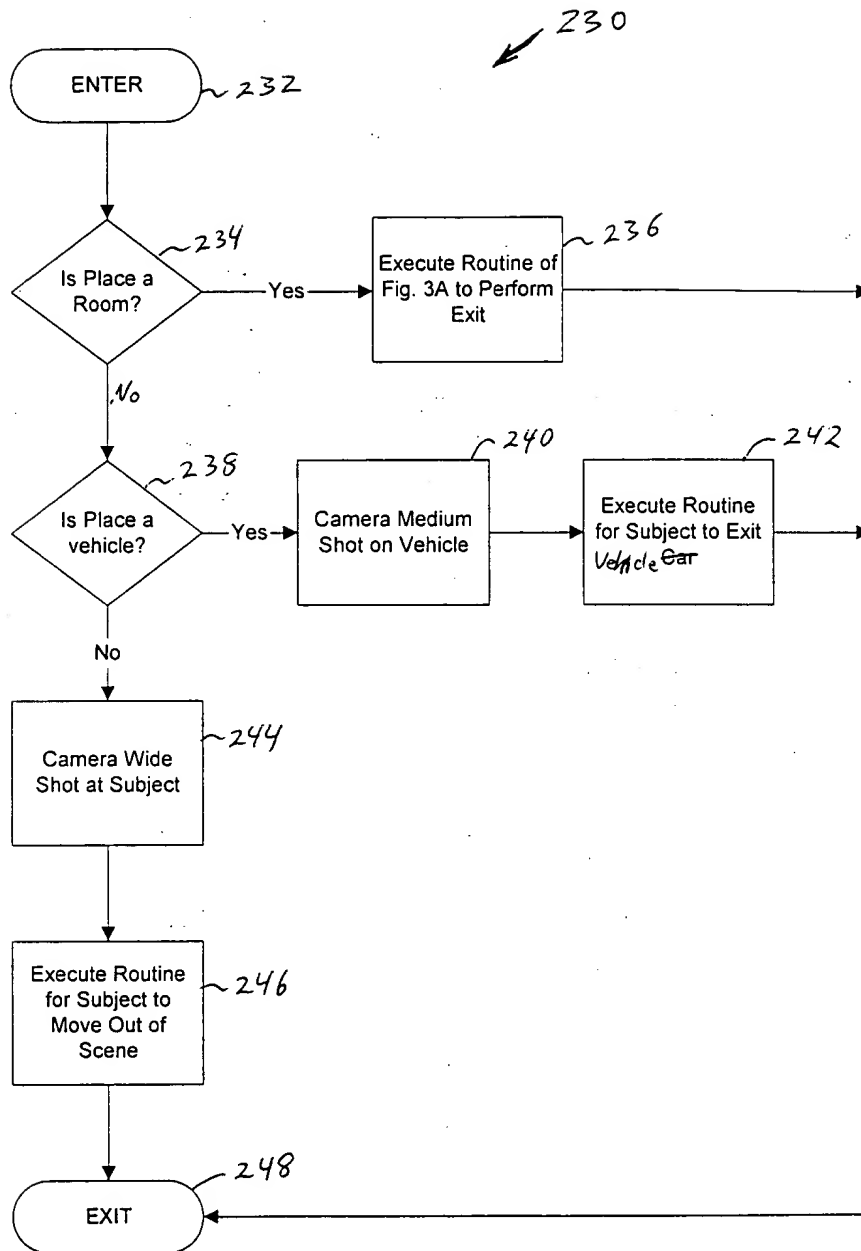 230
ENTER
232
234
Is Place a
Room?
Yes
236
Execute Routine of
Fig. 3A to Perform
Exit
No
238
Is Place a
vehicle?
Yes
240
Camera Medium
Shot on Vehicle
242
Execute Routine
for Subject to Exit
Vehicle Car
No
244
Camera Wide
Shot at Subject
246
Execute Routine
for Subject to
Move Out of
Scene
248
EXIT